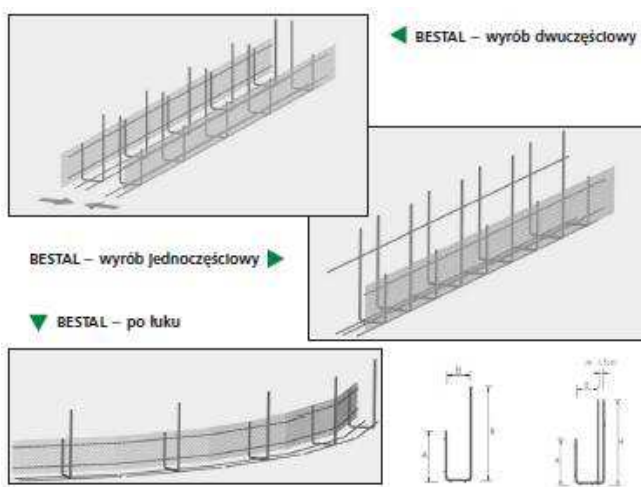 BESTAL – wyrób dwuczęściowy
BESTAL – wyrób jednoczęściowy
BESTAL – po łuku